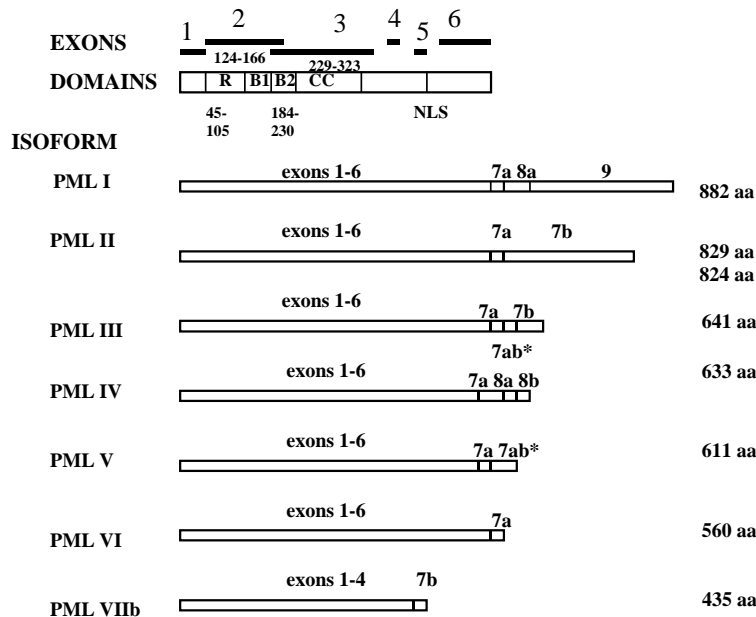 1 2 3 4 5 6
EXONS
124-166 229-323
DOMAINS R B1 B2 CC
45-105 184-230 NLS
ISOFORM
exons 1-6 7a 8a 9
PML I 882 aa
exons 1-6 7a 7b
PML II 829 aa
824 aa
exons 1-6 7a 7b
PML III 641 aa
7ab*
exons 1-6 633 aa
7a 8a 8b
PML IV
exons 1-6 7a 7ab* 611 aa
PML V
exons 1-6 7a
PML VI 560 aa
exons 1-4 7b
PML VIIb 435 aa